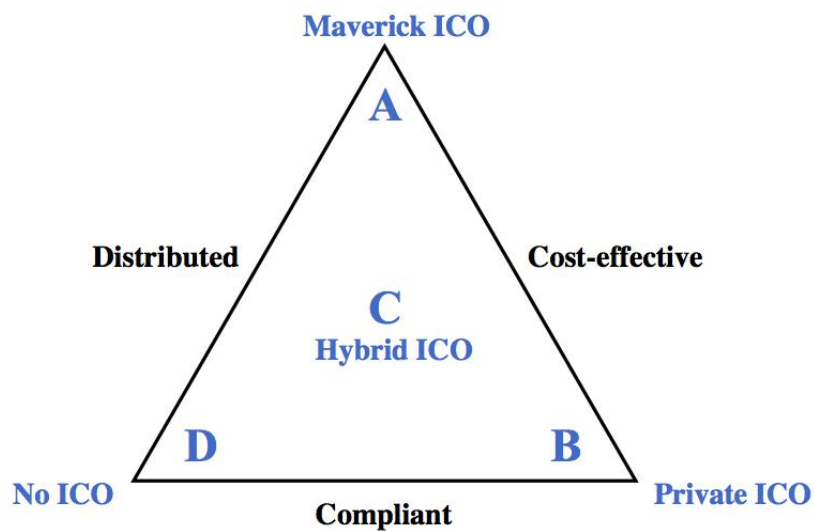 Maverick ICO
A
Distributed
Cost-effective
C
Hybrid ICO
D
B
No ICO
Private ICO
Compliant